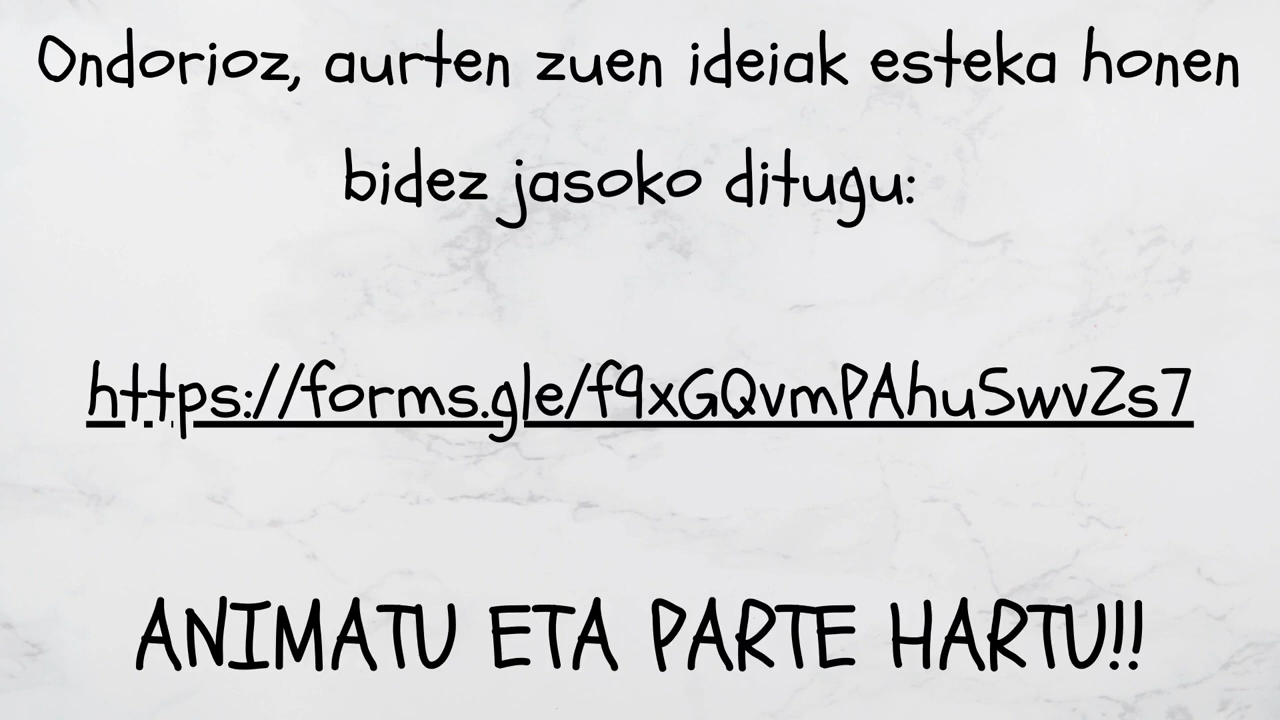 Ondorioz, aurten zuen ideiak esteka honen
bidez jasoko ditugu:
https://forms.gle/f9xGQvmPAhuSwvZs7
ANIMATU ETA PARTE HARTU!!